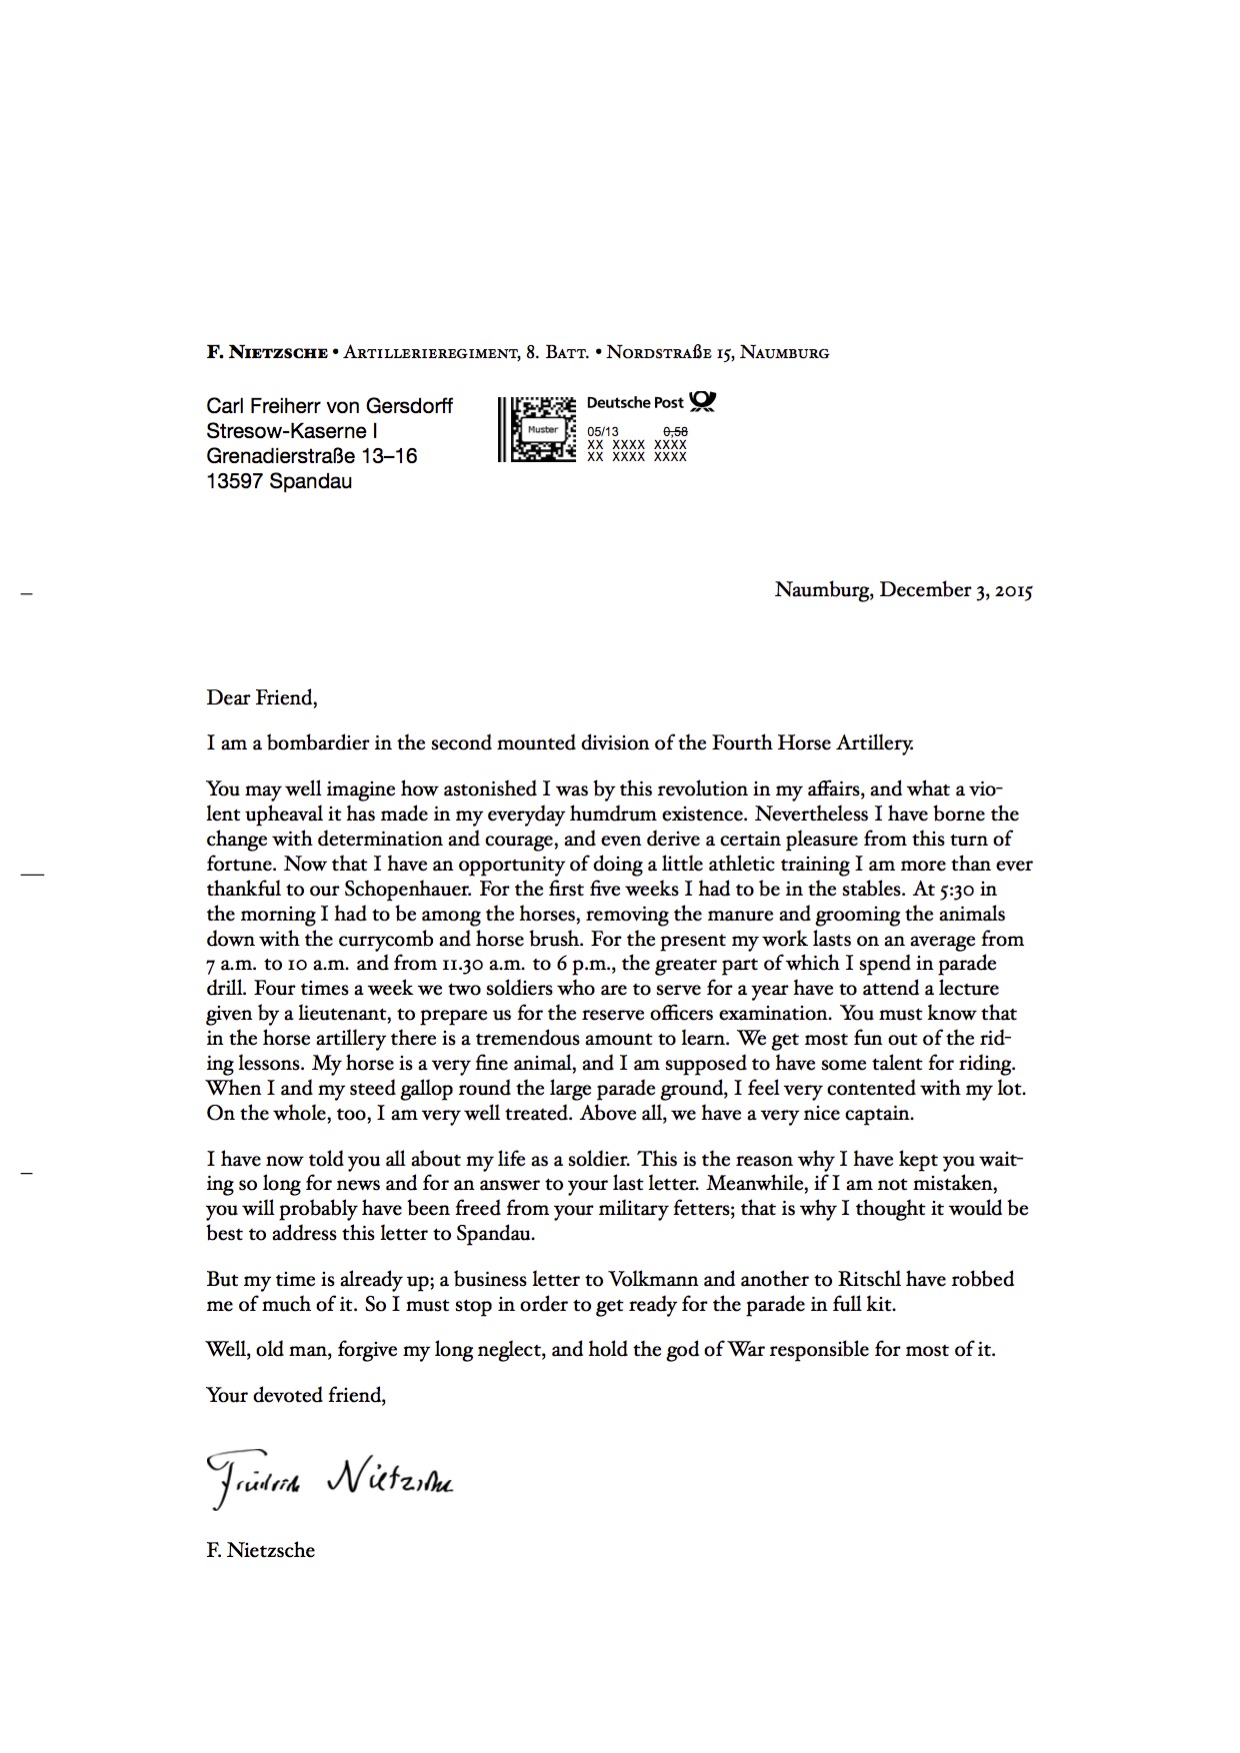 F. Nietzsche • Artillerieregiment, 8. Batt. • Nordstraße 15, Naumburg
Carl Freiherr von Gersdorff
Stresow-Kaserne I
Grenadierstraße 13–16
13597 Spandau
Muster
Deutsche Post
05/13 0,58
XX XXXX XXXX
XX XXXX XXXX
Naumburg, December 3, 2015
Dear Friend,
I am a bombardier in the second mounted division of the Fourth Horse Artillery.
You may well imagine how astonished I was by this revolution in my affairs, and what a vio-
lent upheaval it has made in my everyday humdrum existence. Nevertheless I have borne the
change with determination and courage, and even derive a certain pleasure from this turn of
fortune. Now that I have an opportunity of doing a little athletic training I am more than ever
thankful to our Schopenhauer. For the first five weeks I had to be in the stables. At 5:30 in
the morning I had to be among the horses, removing the manure and grooming the animals
down with the currycomb and horse brush. For the present my work lasts on an average from
7 a.m. to 10 a.m. and from 11.30 a.m. to 6 p.m., the greater part of which I spend in parade
drill. Four times a week we two soldiers who are to serve for a year have to attend a lecture
given by a lieutenant, to prepare us for the reserve officers examination. You must know that
in the horse artillery there is a tremendous amount to learn. We get most fun out of the rid-
ing lessons. My horse is a very fine animal, and I am supposed to have some talent for riding.
When I and my steed gallop round the large parade ground, I feel very contented with my lot.
On the whole, too, I am very well treated. Above all, we have a very nice captain.
I have now told you all about my life as a soldier. This is the reason why I have kept you wait-
ing so long for news and for an answer to your last letter. Meanwhile, if I am not mistaken,
you will probably have been freed from your military fetters; that is why I thought it would be
best to address this letter to Spandau.
But my time is already up; a business letter to Volkmann and another to Ritschl have robbed
me of much of it. So I must stop in order to get ready for the parade in full kit.
Well, old man, forgive my long neglect, and hold the god of War responsible for most of it.
Your devoted friend,
Friedrich Nietzsche
F. Nietzsche